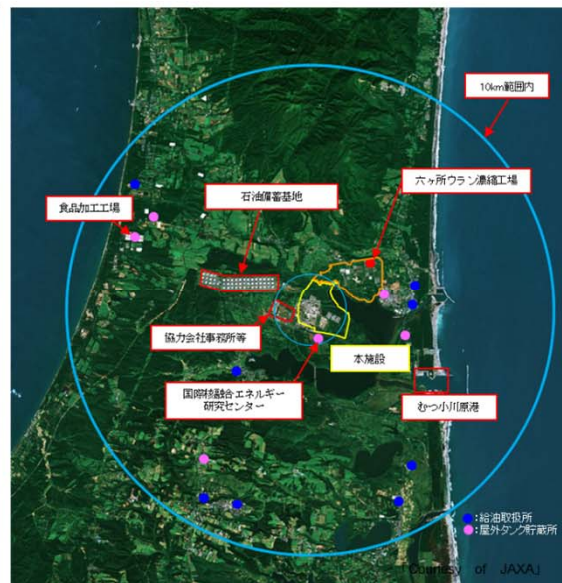 10km範囲内
六ヶ所ウラン濃縮工場
石油備蓄基地
食品加工工場
協力会社事務所等
本施設
国際核融合エネルギー
研究センター
むつ小川原港
●:給油取扱所
●:屋外タンク貯蔵所
「Courtesy of JAXA」